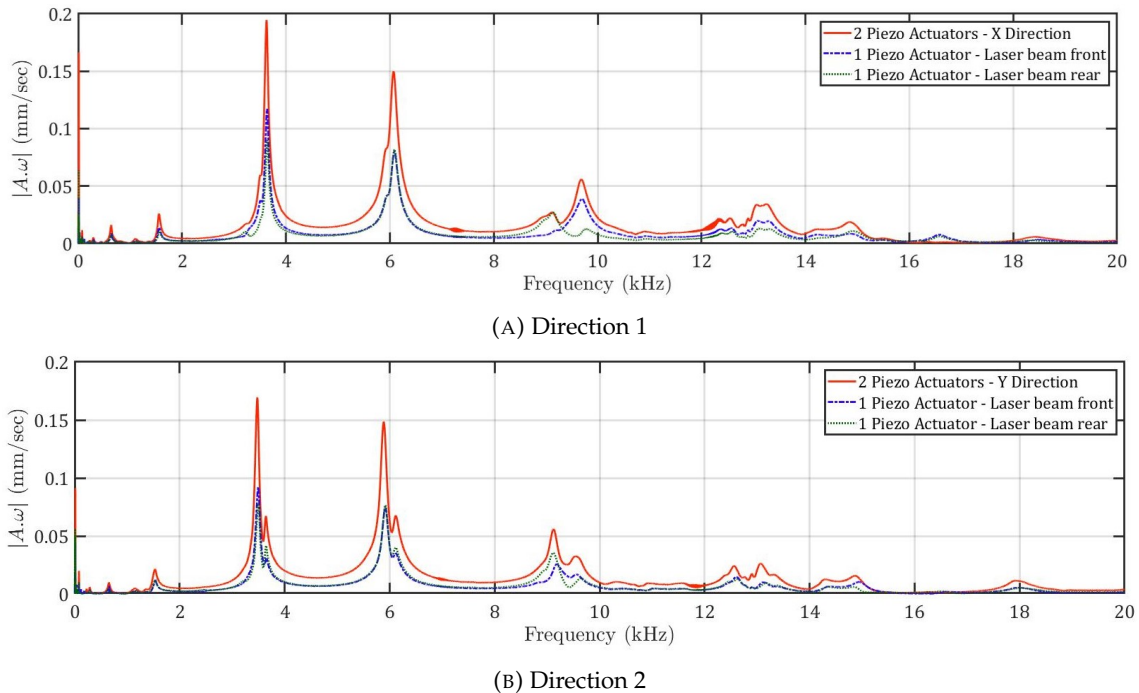 0.2
0.15
0.1
0.05
0
|A.ω| (mm/sec)
2 Piezo Actuators - X Direction
1 Piezo Actuator - Laser beam front
1 Piezo Actuator - Laser beam rear
0 2 4 6 8 10 12 14 16 18 20
Frequency (kHz)
(A) Direction 1
0.2
0.15
0.1
0.05
0
|A.ω| (mm/sec)
2 Piezo Actuators - Y Direction
1 Piezo Actuator - Laser beam front
1 Piezo Actuator - Laser beam rear
0 2 4 6 8 10 12 14 16 18 20
Frequency (kHz)
(B) Direction 2